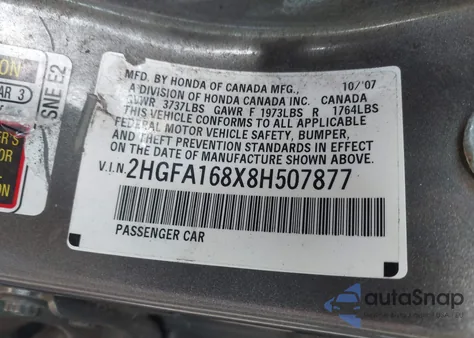 MFD. BY HONDA OF CANADA MFG., 10/'07
A DIVISION OF HONDA CANADA INC. CANADA
GVWR 3737LBS GAWR F 1973LBS R 1764LBS
THIS VEHICLE CONFORMS TO ALL APPLICABLE
FEDERAL MOTOR VEHICLE SAFETY, BUMPER,
AND THEFT PREVENTION STANDARDS IN EFFECT
ON THE DATE OF MANUFACTURE SHOWN ABOVE.
V.I.N. 2HGFA168X8H507877
PASSENGER CAR
SNE E2
AR 3
autoSnap